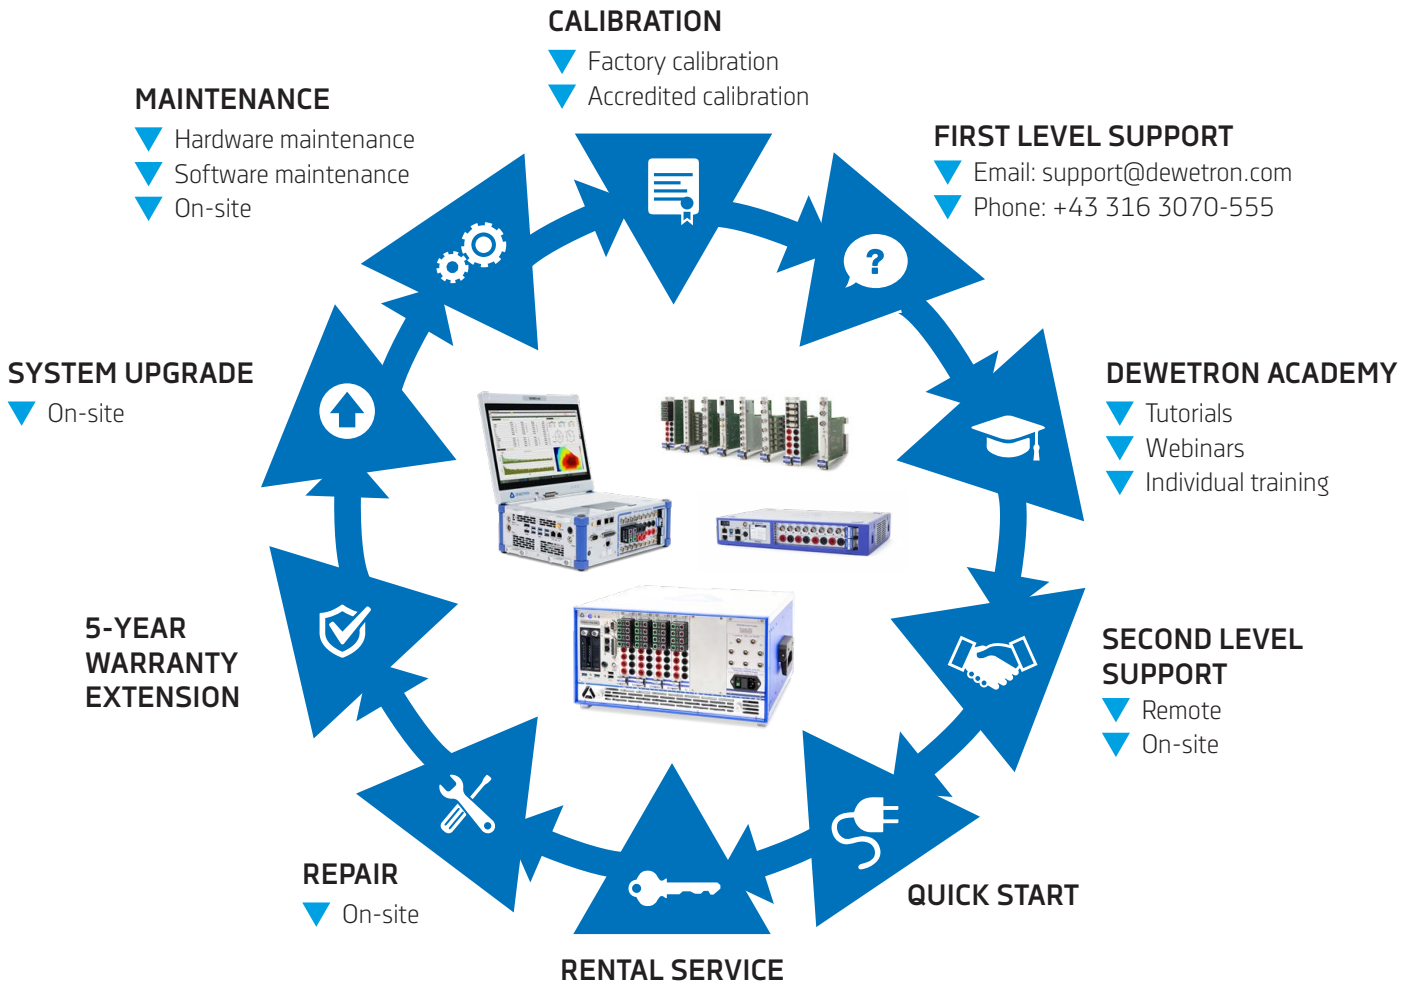 CALIBRATION
Factory calibration
Accredited calibration
FIRST LEVEL SUPPORT
Email: support@dewetron.com
Phone: +43 316 3070-555
DEWETRON ACADEMY
Tutorials
Webinars
Individual training
SECOND LEVEL
SUPPORT
Remote
On-site
QUICK START
RENTAL SERVICE
REPAIR
On-site
5-YEAR
WARRANTY
EXTENSION
SYSTEM UPGRADE
On-site
MAINTENANCE
Hardware maintenance
Software maintenance
On-site
?